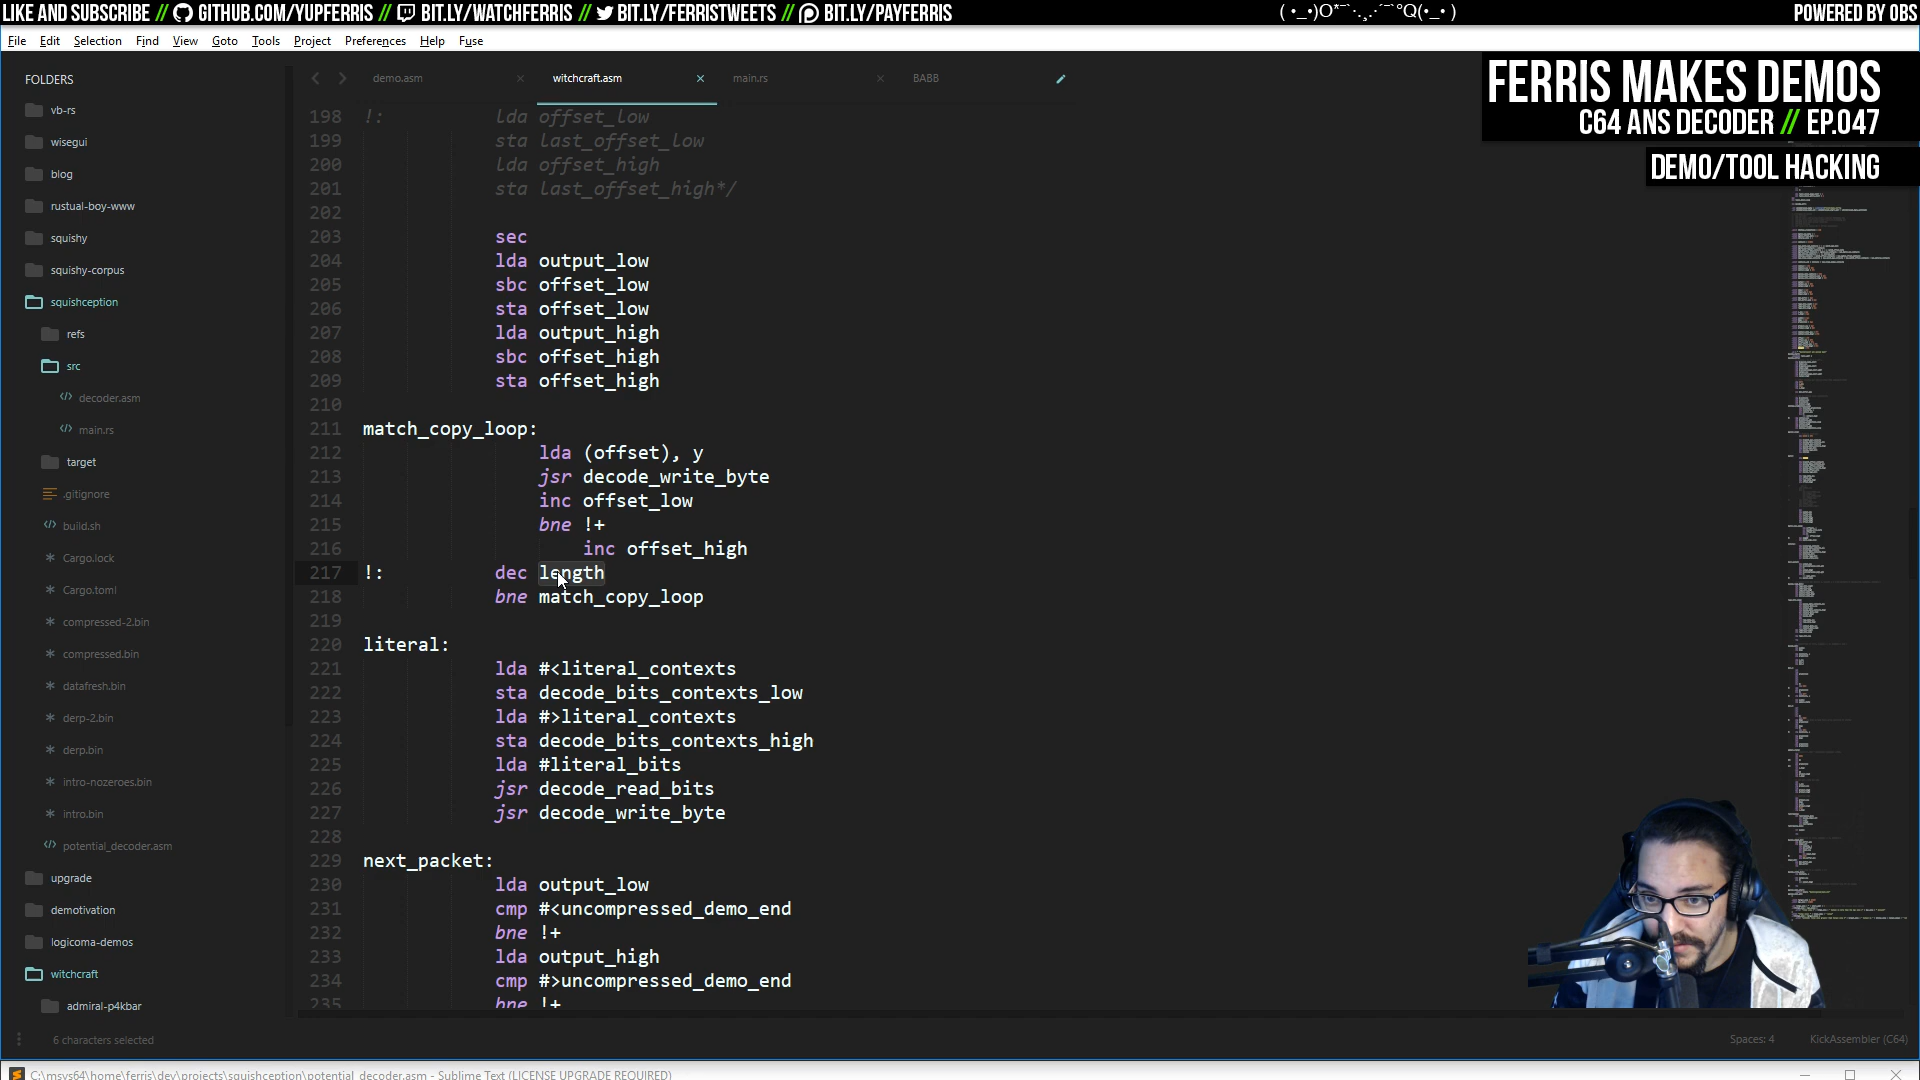 LIKE AND SUBSCRIBE // GITHUB.COM/YUPFERRIS // BIT.LY/WATCHFERRIS // BIT.LY/FERRISTWEETS // BIT.LY/PAYFERRIS
POWERED BY OBS
File Edit Selection Find View Goto Tools Project Preferences Help Fuse
FERRIS MAKES DEMOS
C64 ANS DECODER // EP.047
DEMO/TOOL HACKING
FOLDERS
vb-rs
wisegui
blog
rustual-boy-www
squishy
squishy-corpus
squishception
refs
src
decoder.asm
main.rs
target
.gitignore
build.sh
Cargo.lock
Cargo.toml
compressed-2.bin
compressed.bin
datafresh.bin
derp-2.bin
derp.bin
intro-nozeroes.bin
intro.bin
potential_decoder.asm
upgrade
demotivation
logicoma-demos
witchcraft
admiral-p4kbar
demo.asm witchcraft.asm main.rs BABB
198 !: lda offset_low
199 sta last_offset_low
200 lda offset_high
201 sta last_offset_high*/
202
203 sec
204 lda output_low
205 sbc offset_low
206 sta offset_low
207 lda output_high
208 sbc offset_high
209 sta offset_high
210
211 match_copy_loop:
212 lda (offset), y
213 jsr decode_write_byte
214 inc offset_low
215 bne !+
216 inc offset_high
217 !: dec length
218 bne match_copy_loop
219
220 literal:
221 lda #<literal_contexts
222 sta decode_bits_contexts_low
223 lda #>literal_contexts
224 sta decode_bits_contexts_high
225 lda #literal_bits
226 jsr decode_read_bits
227 jsr decode_write_byte
228
229 next_packet:
230 lda output_low
231 cmp #<uncompressed_demo_end
232 bne !+
233 lda output_high
234 cmp #>uncompressed_demo_end
235 bne !+
6 characters selected
Spaces: 4
KickAssembler (C64)
C:\msys64\home\ferris\dev\projects\squishception\potential_decoder.asm - Sublime Text (LICENSE UPGRADE REQUIRED)